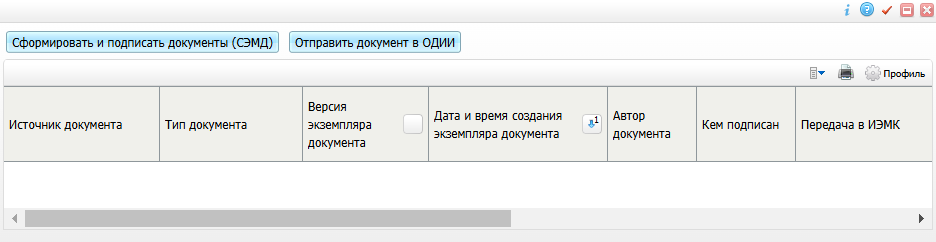 Сформировать и подписать документы (СЭМД) Отправить документ в ОДИИ
Профиль
Источник документа
Тип документа
Версия
экземпляра
документа
Дата и время создания
экземпляра документа
1
Автор
документа
Кем подписан
Передача в ИЭМК